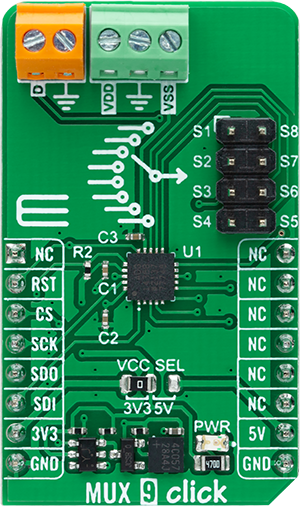 D
VDD
VSS
S1 S8
S2 S7
S3 S6
S4 S5
C3
R2 U1
C1
C2
NC NC
RST NC
CS NC
SCK NC
SDO NC
SDI NC
3V3 5V
GND GND
VCC SEL
0
3V3 5V
PWR
4700
MUX 9 click